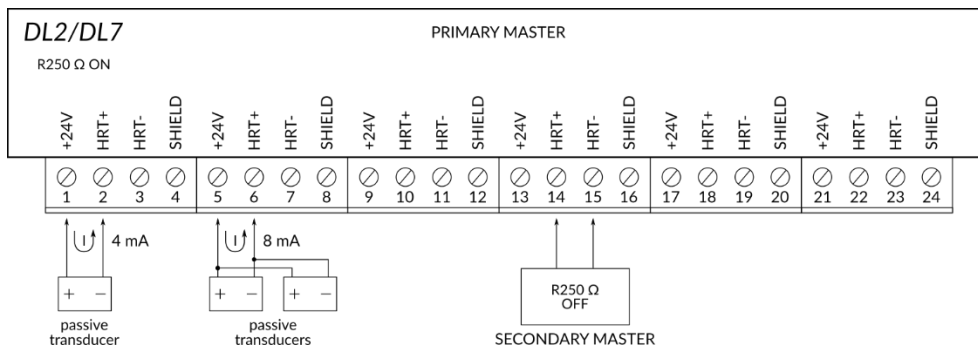 DL2/DL7
PRIMARY MASTER
R250 Ω ON
+24V HRT+ HRT- SHIELD +24V HRT+ HRT- SHIELD +24V HRT+ HRT- SHIELD +24V HRT+ HRT- SHIELD +24V HRT+ HRT- SHIELD +24V HRT+ HRT- SHIELD
1 2 3 4 5 6 7 8 9 10 11 12 13 14 15 16 17 18 19 20 21 22 23 24
I 4 mA I 8 mA
+ − + − + −
R250 Ω
OFF
passive
transducer
passive
transducers
SECONDARY MASTER